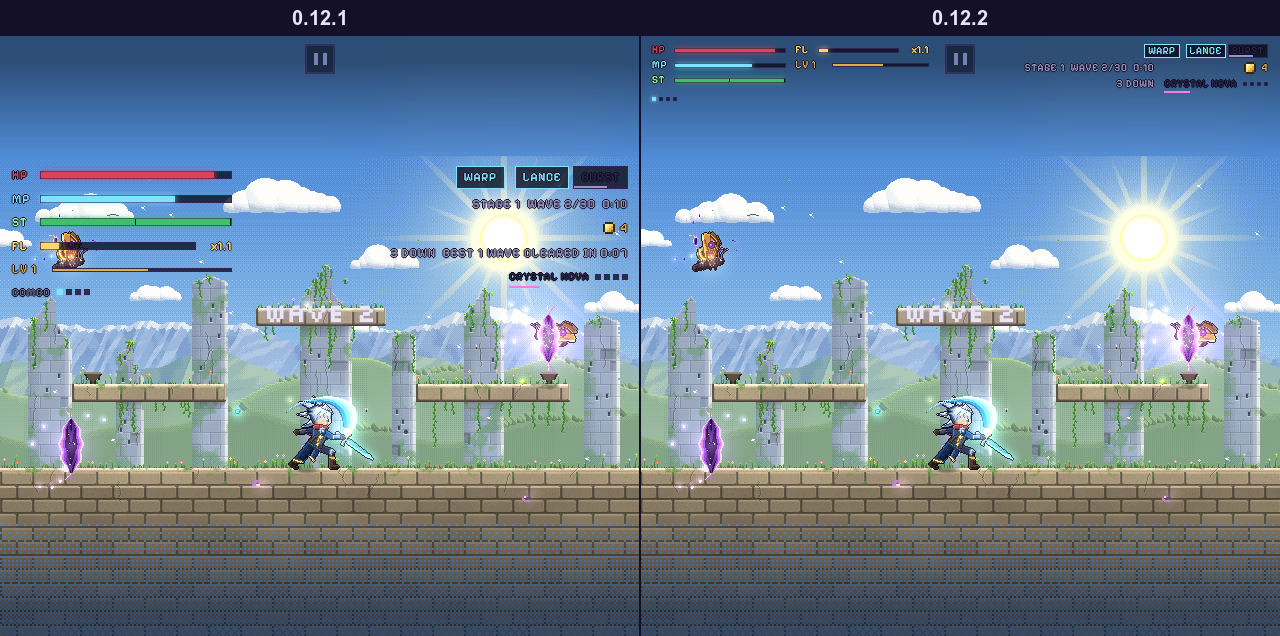 0.12.1
HP
MP
ST
FL x1.1
LV 1
COMBO
WARP LANCE BURST
STAGE 1 WAVE 2/30 0:10
4
3 DOWN BEST 1 WAVE CLEARED IN 0:07
CRYSTAL NOVA
WAVE 2
0.12.2
HP FL x1.1
MP LV 1
ST
WARP LANCE BURST
STAGE 1 WAVE 2/30 0:10 4
3 DOWN CRYSTAL NOVA
WAVE 2